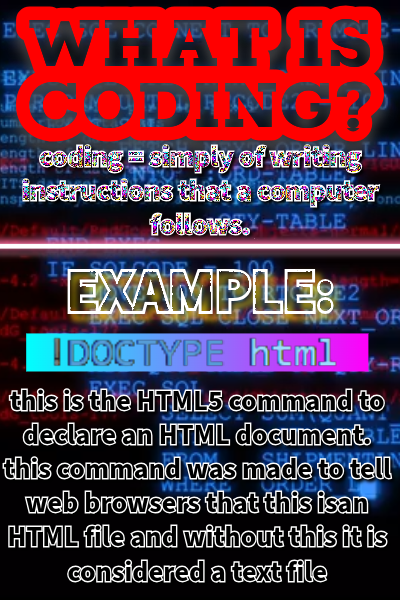 WHAT IS
CODING?
coding = simply of writing
instructions that a computer
follows.
EXAMPLE:
!DOCTYPE html
this is the HTML5 command to
declare an HTML document.
this command was made to tell
web browsers that this isan
HTML file and without this it is
considered a text file